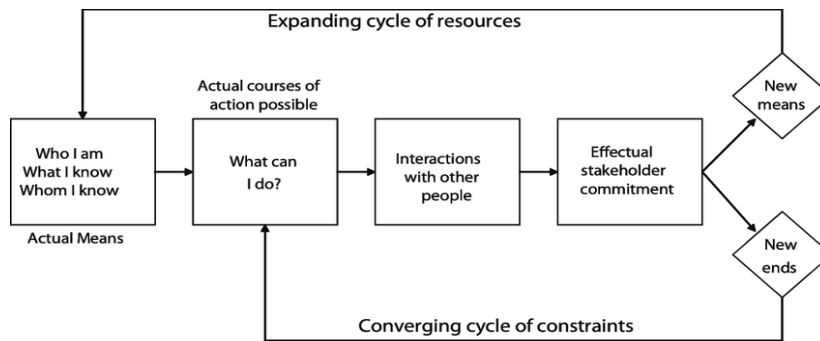 Expanding cycle of resources
Actual courses of
action possible
New
means
Who I am
What I know
Whom I know
What can
I do?
Interactions
with other
people
Effectual
stakeholder
commitment
Actual Means
New
ends
Converging cycle of constraints